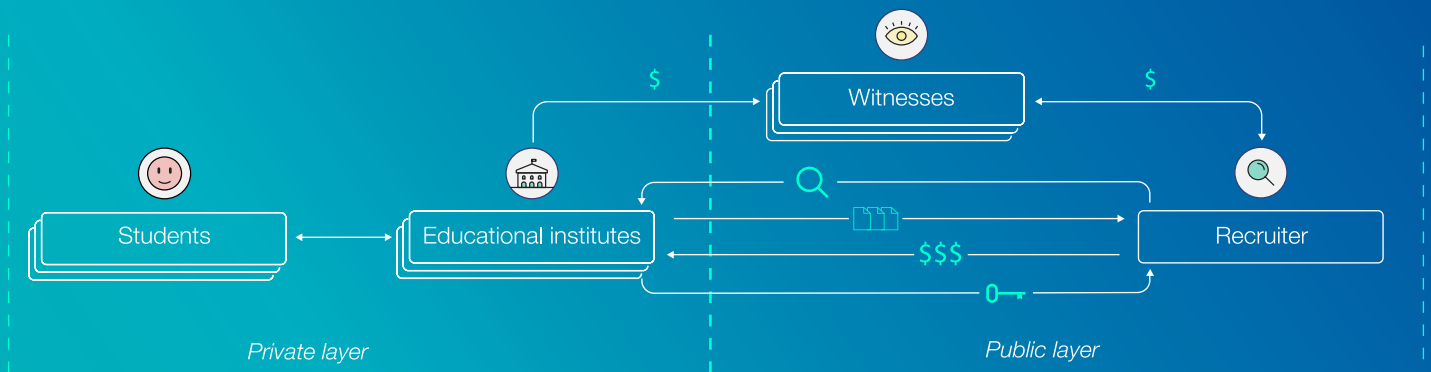 $
Witnesses
$
Students
Educational institutes
$$$
Recruiter
Private layer
Public layer